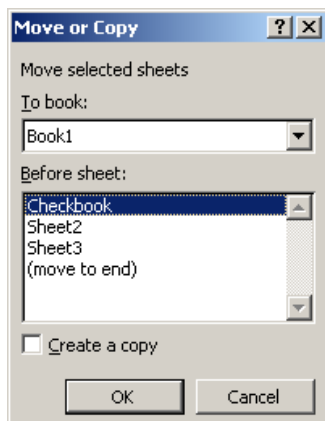 Move or Copy
Move selected sheets
To book:
Book1
Before sheet:
Checkbook
Sheet2
Sheet3
(move to end)
Create a copy
OK Cancel